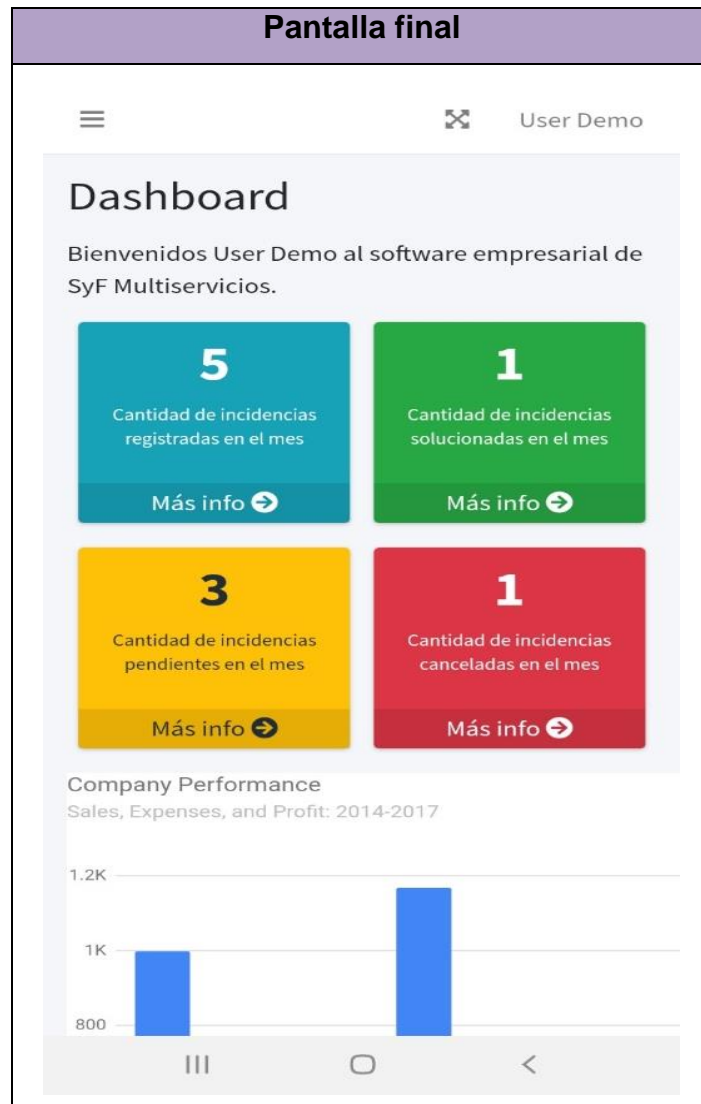 Pantalla final
User Demo
Dashboard
Bienvenidos User Demo al software empresarial de
SyF Multiservicios.
5
Cantidad de incidencias
registradas en el mes
Más info
1
Cantidad de incidencias
solucionadas en el mes
Más info
3
Cantidad de incidencias
pendientes en el mes
Más info
1
Cantidad de incidencias
canceladas en el mes
Más info
Company Performance
Sales, Expenses, and Profit: 2014-2017
1.2K
1K
800